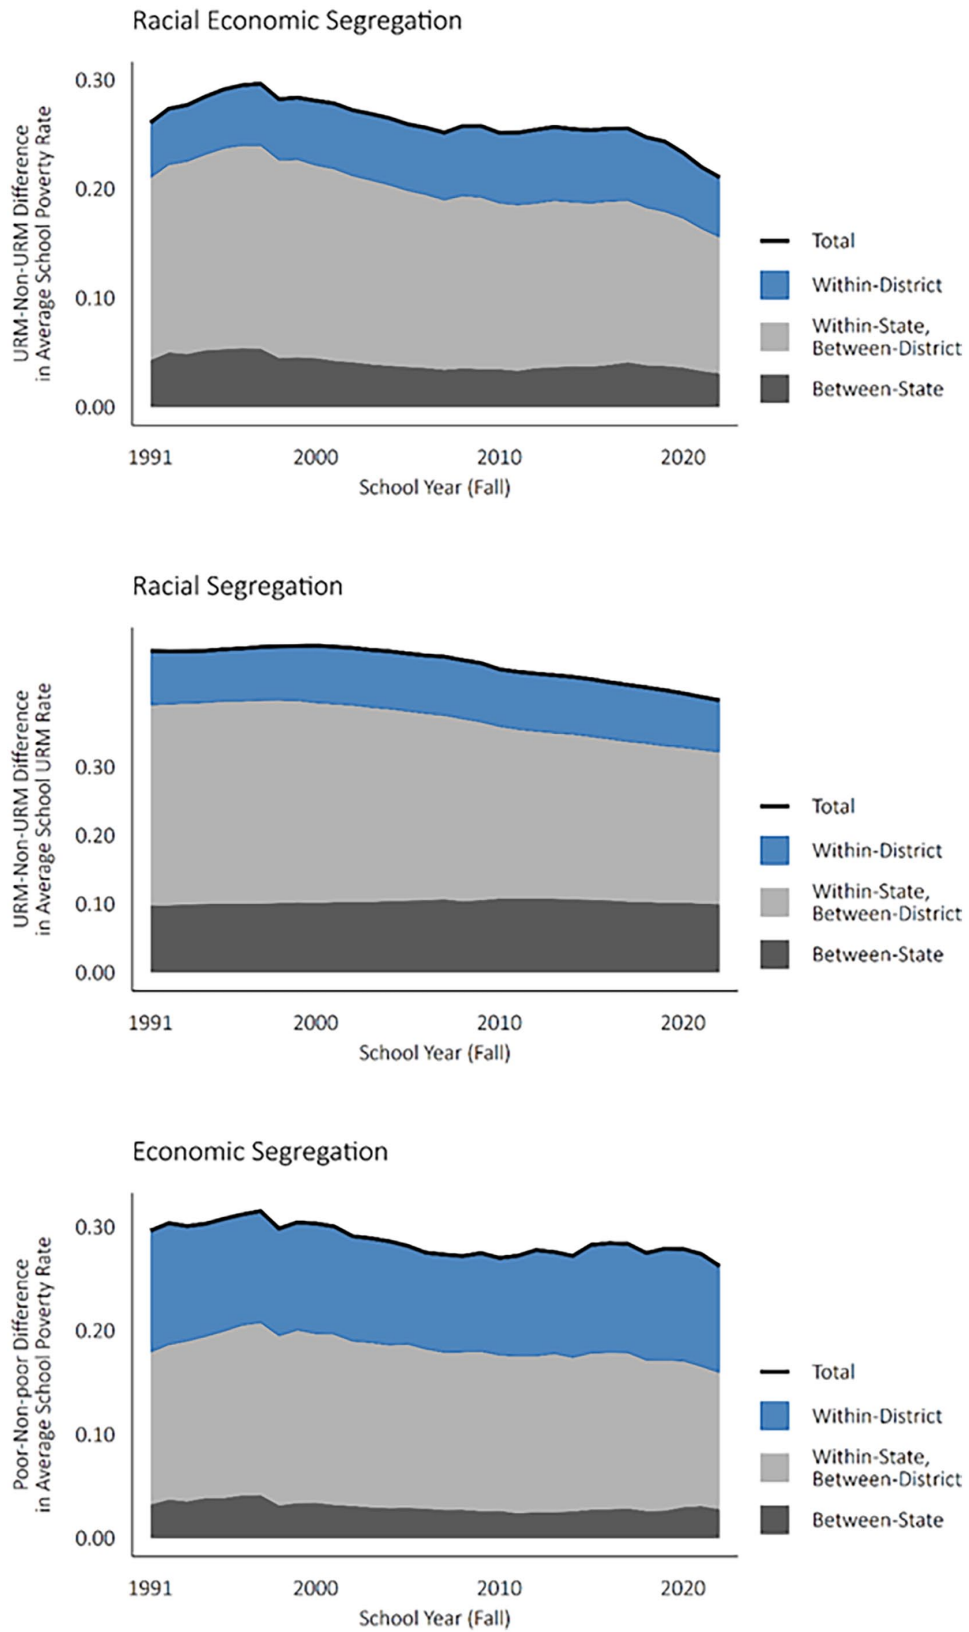 Racial Economic Segregation
URM-Non-URM Difference
in Average School Poverty Rate
0.30
0.20
0.10
0.00
1991
2000
2010
2020
School Year (Fall)
Total
Within-District
Within-State,
Between-District
Between-State
Racial Segregation
URM-Non-URM Difference
in Average School URM Rate
0.30
0.20
0.10
0.00
1991
2000
2010
2020
School Year (Fall)
Total
Within-District
Within-State,
Between-District
Between-State
Economic Segregation
Poor-Non-poor Difference
in Average School Poverty Rate
0.30
0.20
0.10
0.00
1991
2000
2010
2020
School Year (Fall)
Total
Within-District
Within-State,
Between-District
Between-State